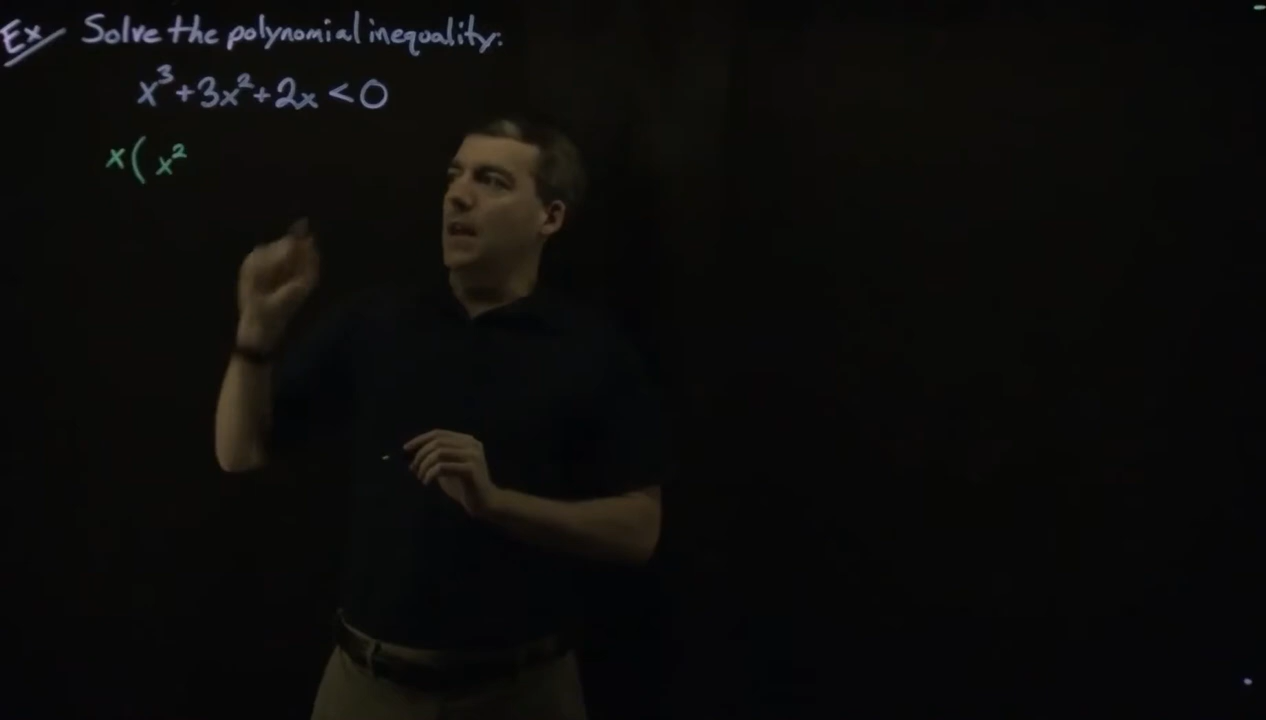 Ex Solve the polynomial inequality:
x³+3x²+2x<0
x(x²